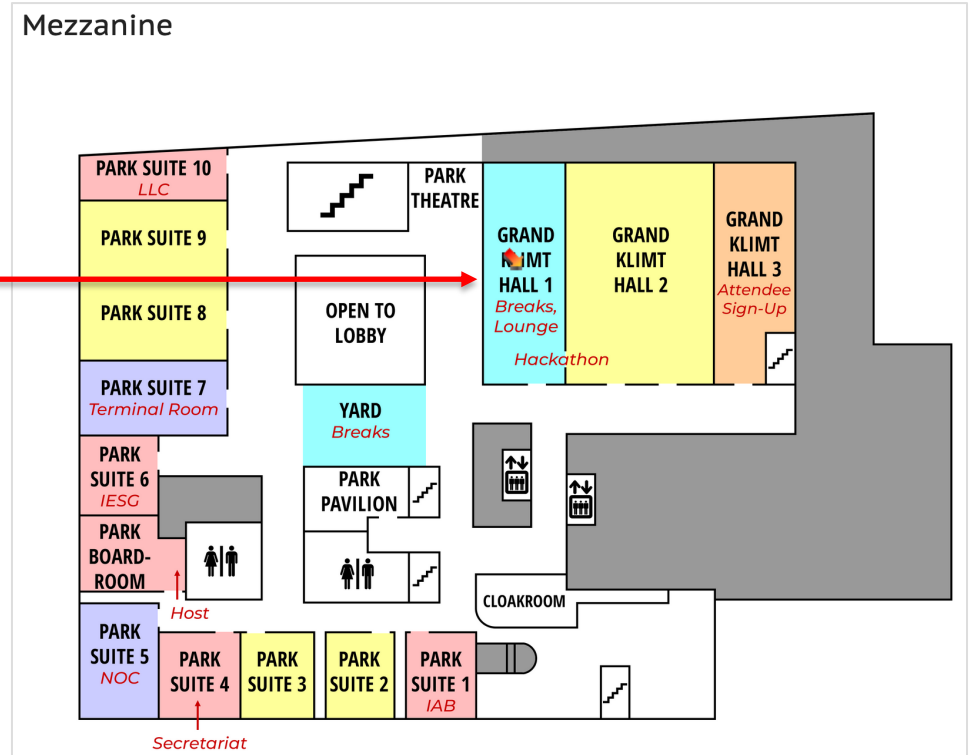 Mezzanine
PARK SUITE 10
LLC
PARK SUITE 9
PARK SUITE 8
PARK SUITE 7
Terminal Room
PARK
SUITE 6
IESG
PARK
BOARD-
ROOM
Host
PARK
SUITE 5
NOC
PARK
SUITE 4
Secretariat
PARK
SUITE 3
PARK
SUITE 2
PARK
SUITE 1
IAB
PARK
THEATRE
OPEN TO
LOBBY
YARD
Breaks
PARK
PAVILION
CLOAKROOM
GRAND
KLIMT
HALL 1
Breaks,
Lounge
Hackathon
GRAND
KLIMT
HALL 2
GRAND
KLIMT
HALL 3
Attendee
Sign-Up